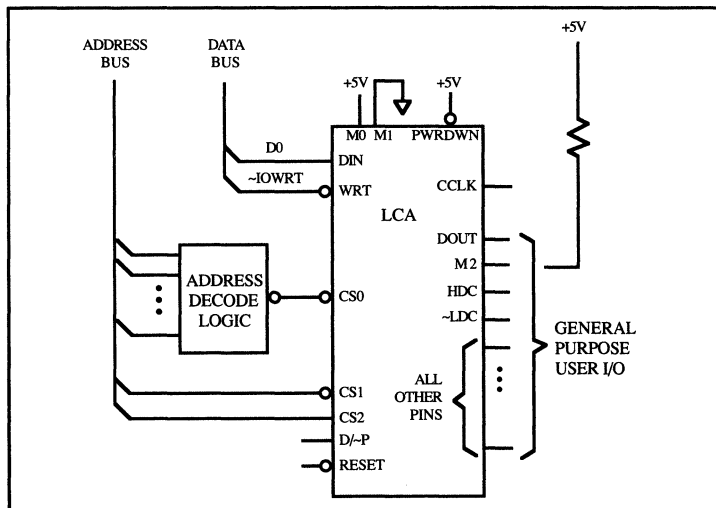 +5V
ADDRESS
BUS
DATA
BUS
+5V
+5V
M0
M1
PWRDWN
D0
DIN
~IOWRT
WRT
CCLK
LCA
DOUT
M2
ADDRESS
DECODE
LOGIC
CS0
HDC
~LDC
GENERAL
PURPOSE
USER I/O
ALL
OTHER
PINS
CS1
CS2
D/~P
RESET